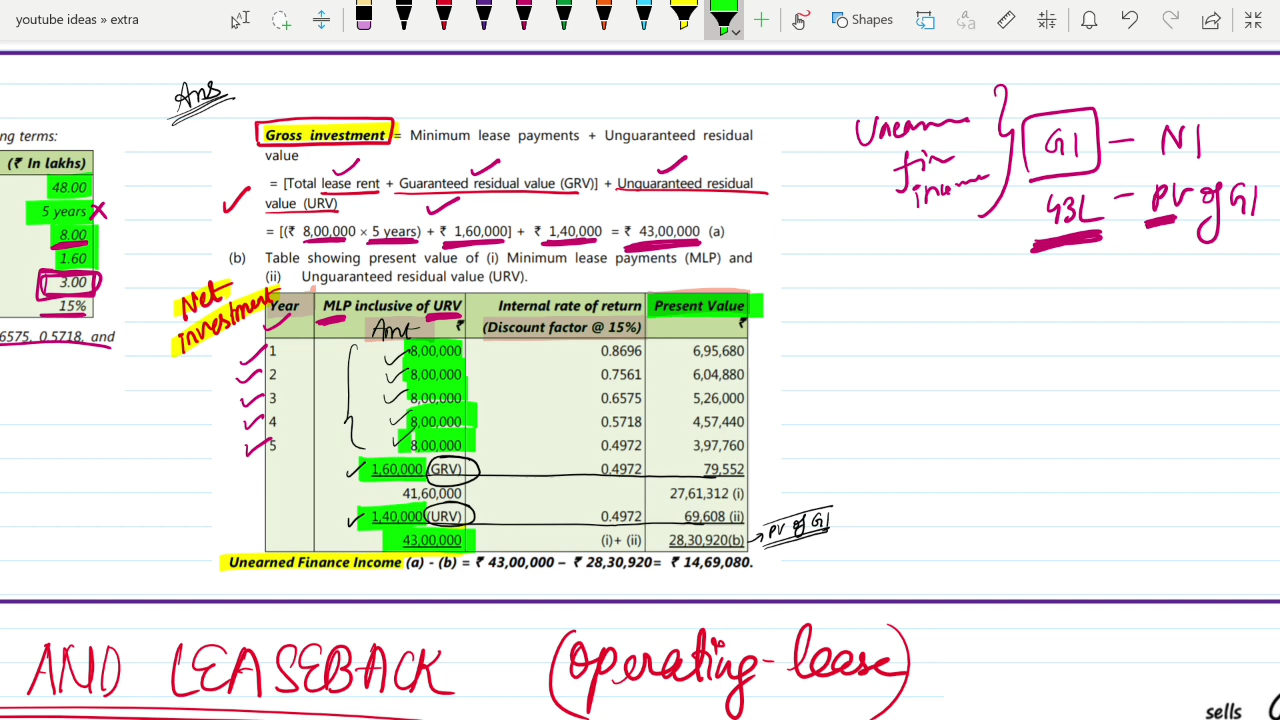 youtube ideas » extra
Shapes
Ans
ng terms:
(₹ In lakhs)
48.00
5 years
8.00
1.60
3.00
15%
6575, 0.5718, and
Gross investment = Minimum lease payments + Unguaranteed residual
value
= [Total lease rent + Guaranteed residual value (GRV)] + Unguaranteed residual
value (URV)
= [(₹ 8,00,000 × 5 years) + ₹ 1,60,000] + ₹ 1,40,000 = ₹ 43,00,000 (a)
(b) Table showing present value of (i) Minimum lease payments (MLP) and
(ii) Unguaranteed residual value (URV).
Net
investment
Year MLP inclusive of URV Internal rate of return Present Value
Amt ₹ (Discount factor @ 15%) ₹
1 8,00,000 0.8696 6,95,680
2 8,00,000 0.7561 6,04,880
3 8,00,000 0.6575 5,26,000
4 8,00,000 0.5718 4,57,440
5 8,00,000 0.4972 3,97,760
1,60,000 (GRV) 0.4972 79,552
41,60,000 27,61,312 (i)
1,40,000 (URV) 0.4972 69,608 (ii)
43,00,000 (i)+ (ii) 28,30,920(b)
PV of GI
Unearned Finance Income (a) - (b) = ₹ 43,00,000 – ₹ 28,30,920= ₹ 14,69,080.
fin
income
GI – NI
43L – PV of GI
AND LEASEBACK (operating-lease)
sells